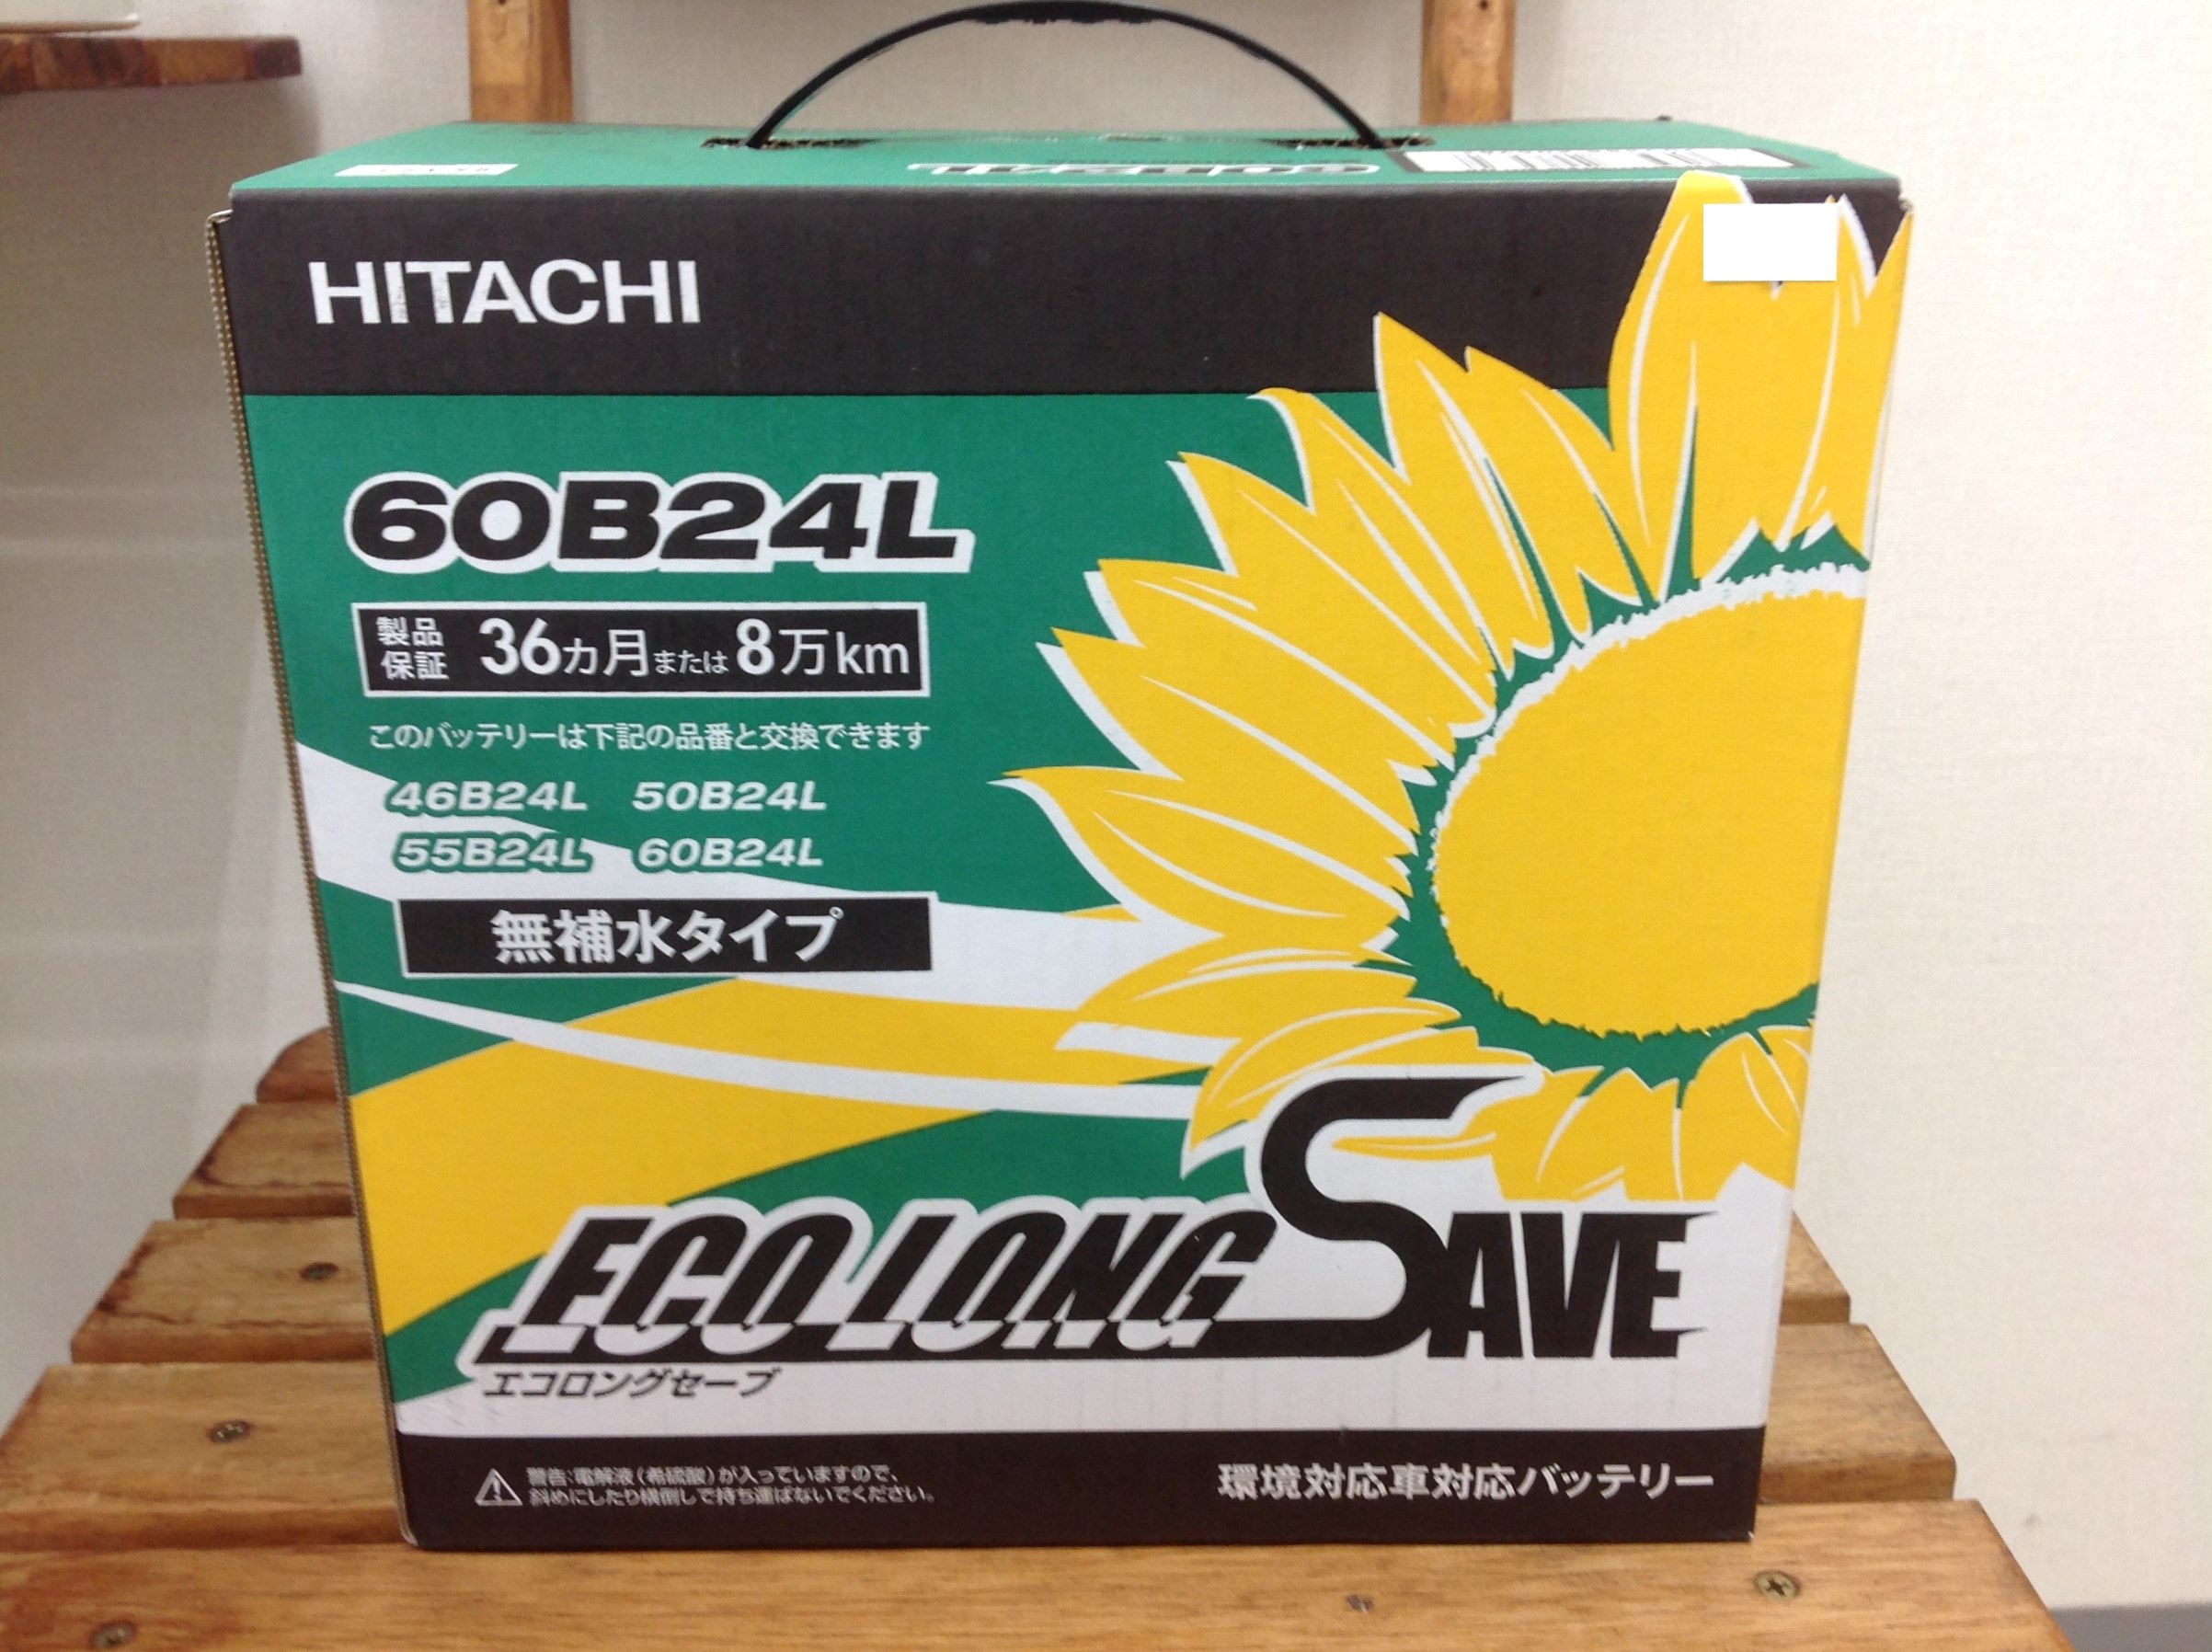 60B24L
HITACHI
60B24L
製品保証 36カ月または8万km
このバッテリーは下記の品番と交換できます
46B24L 50B24L
55B24L 60B24L
無補水タイプ
ECO LONG SAVE
エコロングセーブ
警告:電解液(希硫酸)が入っていますので、
斜めにしたり横倒しで持ち運ばないでください。
環境対応車対応バッテリー